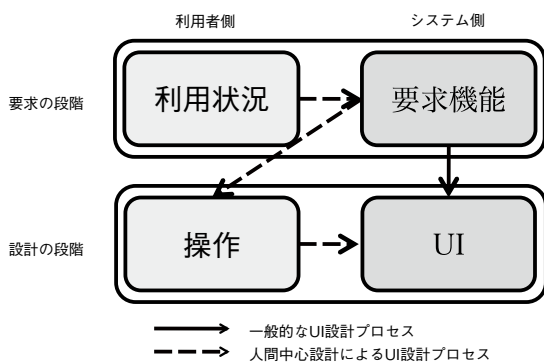 利用者側
システム側
要求の段階
利用状況
要求機能
設計の段階
操作
UI
一般的なUI設計プロセス
人間中心設計によるUI設計プロセス